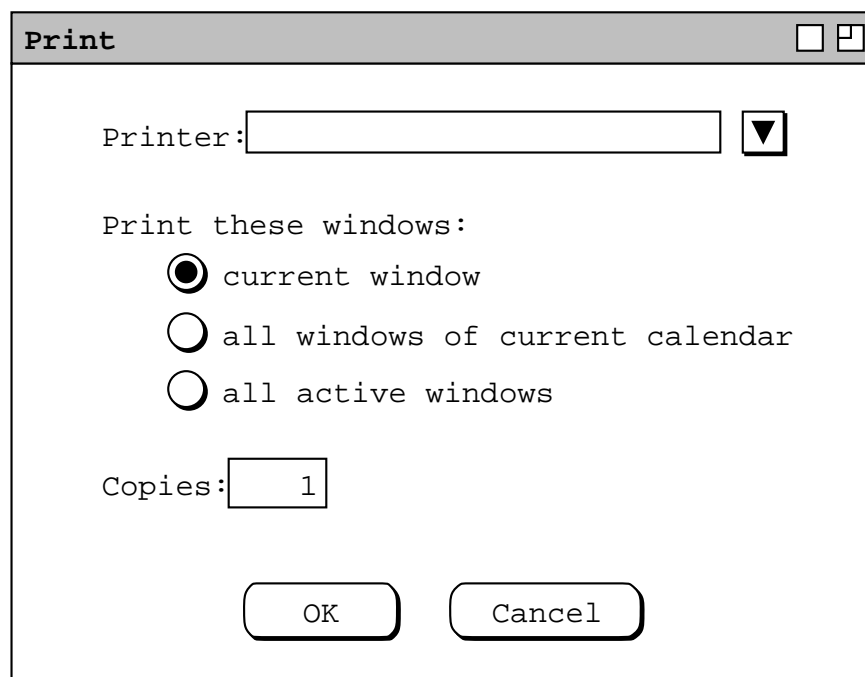 Print
Printer:
Print these windows:
current window
all windows of current calendar
all active windows
Copies: 1
OK Cancel